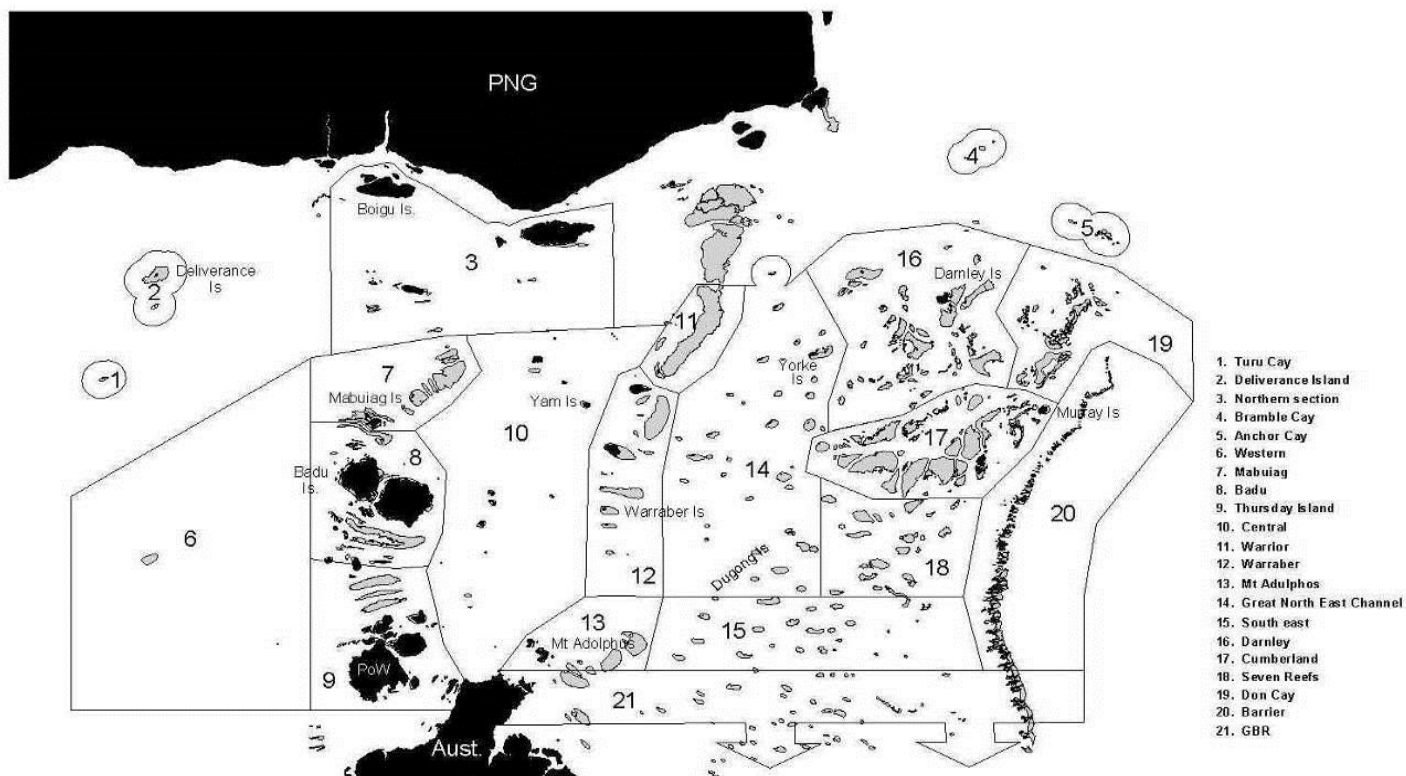 PNG
4
Boigu Is.
5
16
3
Deliverance
Is
Darnley Is
2
11
19
7
Yorke
Is
1
Mabuiag Is
Yam Is
Murray Is
10
17
8
14
Badu
Is.
Warraber Is
20
6
18
Dugong Is
12
13
15
Mt Adolphus
PoW
9
21
Aust.
1. Turu Cay
2. Deliverance Island
3. Northern section
4. Bramble Cay
5. Anchor Cay
6. Western
7. Mabuiag
8. Badu
9. Thursday Island
10. Central
11. Warrior
12. Warraber
13. Mt Adulphos
14. Great North East Channel
15. South east
16. Darnley
17. Cumberland
18. Seven Reefs
19. Don Cay
20. Barrier
21. GBR